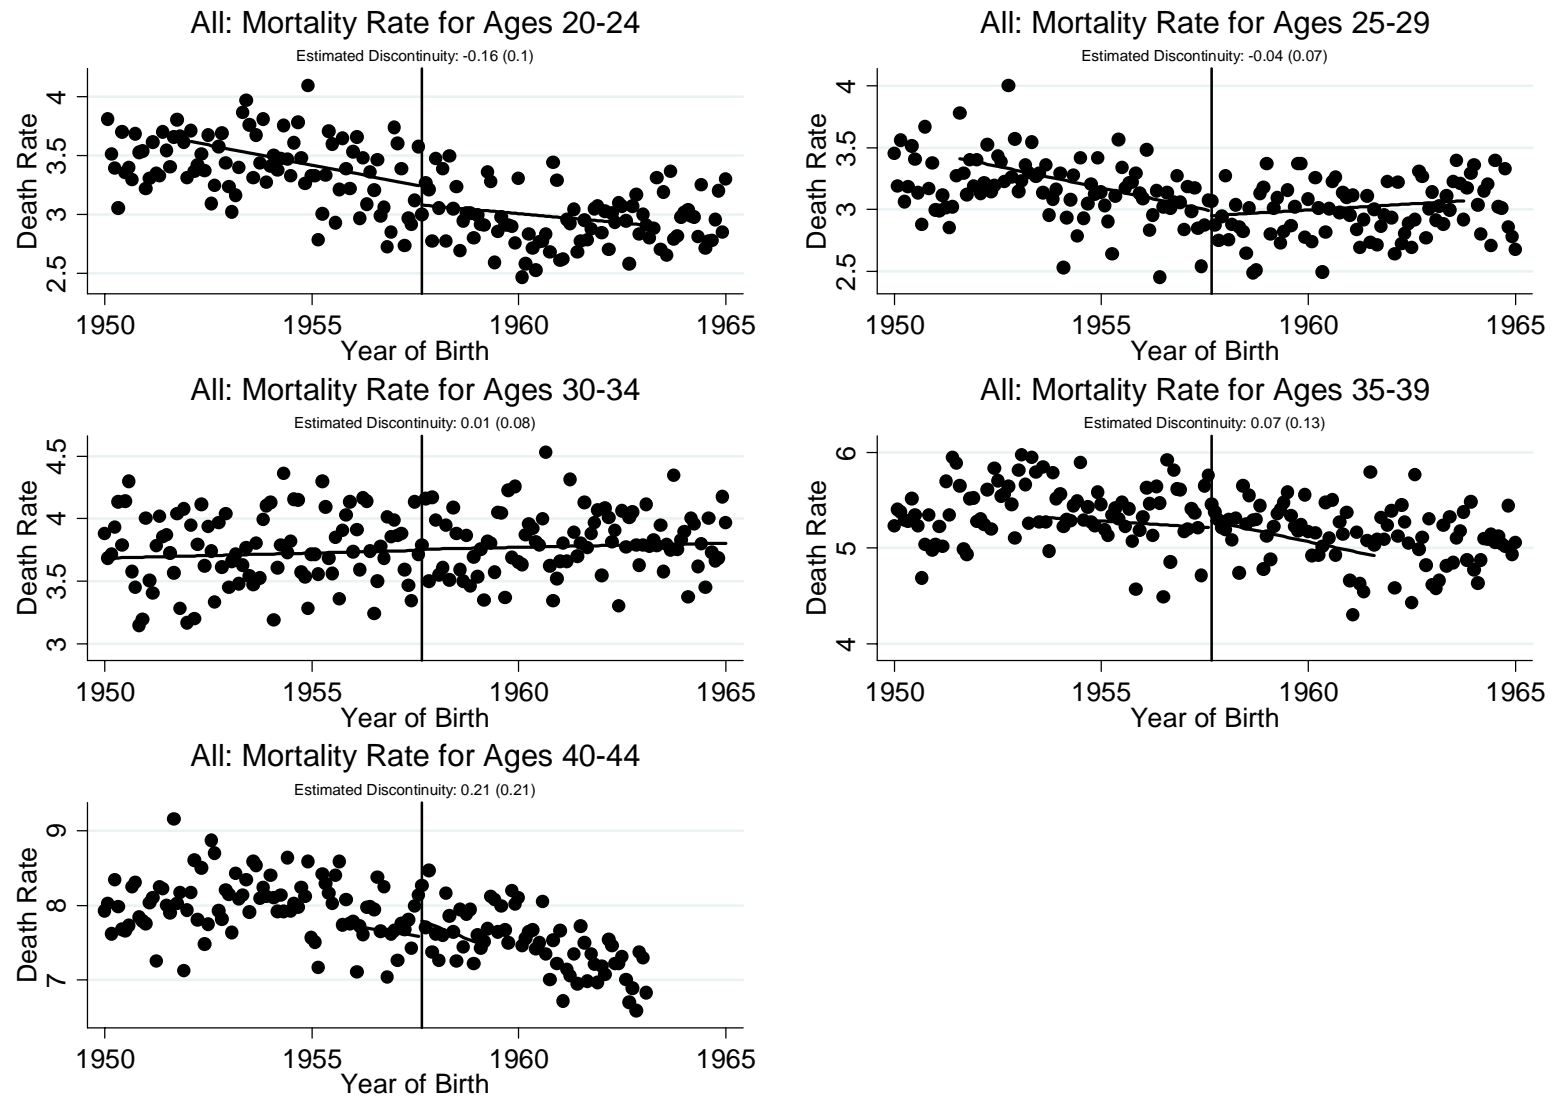 All: Mortality Rate for Ages 20-24
Estimated Discontinuity: -0.16 (0.1)
Death Rate
4
3.5
3
2.5
1950 1955 1960 1965
Year of Birth
All: Mortality Rate for Ages 25-29
Estimated Discontinuity: -0.04 (0.07)
Death Rate
4
3.5
3
2.5
1950 1955 1960 1965
Year of Birth
All: Mortality Rate for Ages 30-34
Estimated Discontinuity: 0.01 (0.08)
Death Rate
4.5
4
3.5
3
1950 1955 1960 1965
Year of Birth
All: Mortality Rate for Ages 35-39
Estimated Discontinuity: 0.07 (0.13)
Death Rate
6
5
4
1950 1955 1960 1965
Year of Birth
All: Mortality Rate for Ages 40-44
Estimated Discontinuity: 0.21 (0.21)
Death Rate
9
8
7
1950 1955 1960 1965
Year of Birth